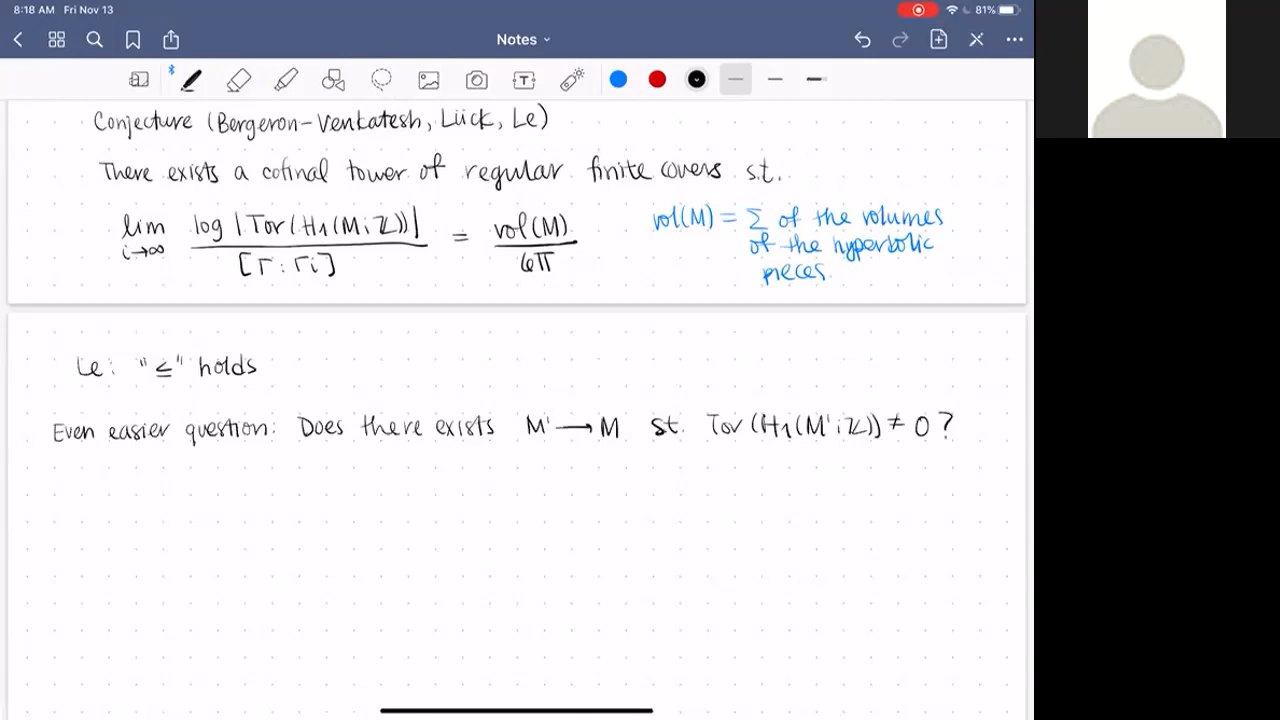 8:18 AM Fri Nov 13
81%
Notes
Conjecture (Bergeron-Venkatesh, Lück, Le)
There exists a cofinal tower of regular finite covers s.t.
lim i→∞ log |Tor(H1(Mi;ℤ))| / [Γ:Γi] = vol(M) / 6π
vol(M) = Σ of the volumes
of the hyperbolic
pieces
Le: "≤" holds
Even easier question: Does there exists M' → M st. Tor(H1(M';ℤ)) ≠ 0?